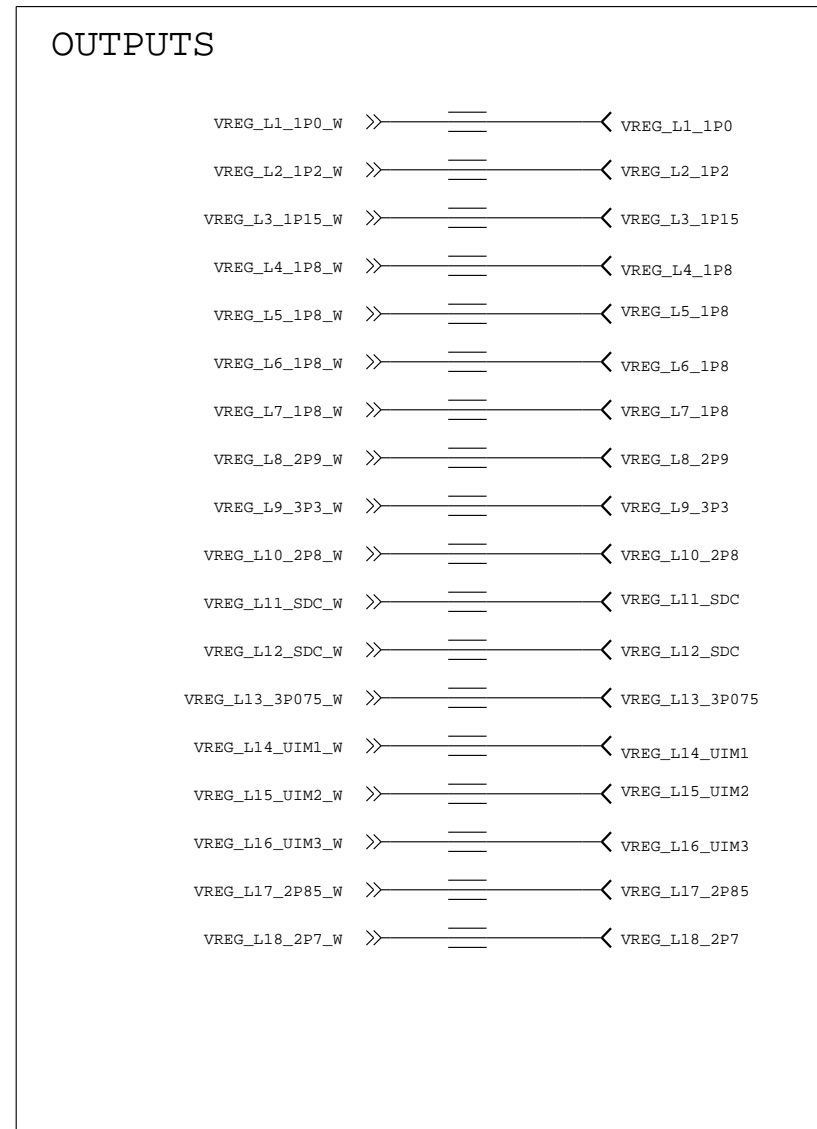 OUTPUTS
VREG_L1_1P0_W VREG_L1_1P0
VREG_L2_1P2_W VREG_L2_1P2
VREG_L3_1P15_W VREG_L3_1P15
VREG_L4_1P8_W VREG_L4_1P8
VREG_L5_1P8_W VREG_L5_1P8
VREG_L6_1P8_W VREG_L6_1P8
VREG_L7_1P8_W VREG_L7_1P8
VREG_L8_2P9_W VREG_L8_2P9
VREG_L9_3P3_W VREG_L9_3P3
VREG_L10_2P8_W VREG_L10_2P8
VREG_L11_SDC_W VREG_L11_SDC
VREG_L12_SDC_W VREG_L12_SDC
VREG_L13_3P075_W VREG_L13_3P075
VREG_L14_UIM1_W VREG_L14_UIM1
VREG_L15_UIM2_W VREG_L15_UIM2
VREG_L16_UIM3_W VREG_L16_UIM3
VREG_L17_2P85_W VREG_L17_2P85
VREG_L18_2P7_W VREG_L18_2P7